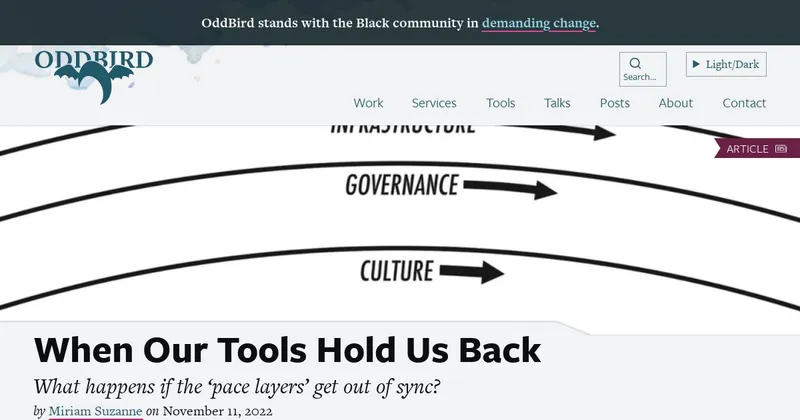 OddBird stands with the Black community in demanding change.
ODDBIRD
Search...
Light/Dark
Work Services Tools Talks Posts About Contact
INFRASTRUCTURE
ARTICLE
GOVERNANCE
CULTURE
When Our Tools Hold Us Back
What happens if the ‘pace layers’ get out of sync?
by Miriam Suzanne on November 11, 2022